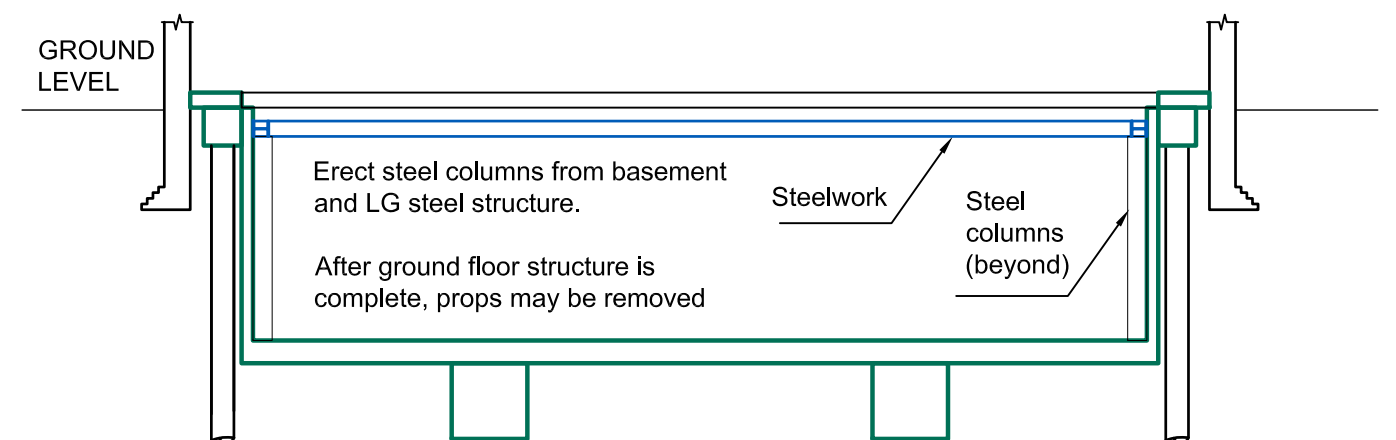 GROUND
LEVEL
Erect steel columns from basement
and LG steel structure.
After ground floor structure is
complete, props may be removed
Steelwork
Steel
columns
(beyond)